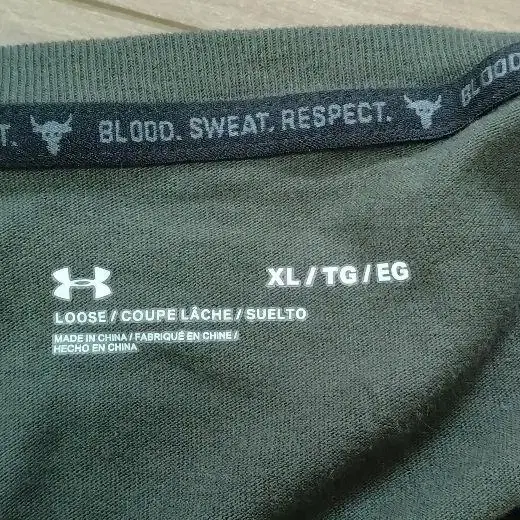 T. BLOOD. SWEAT. RESPECT. BLOOD
XL / TG / EG
LOOSE / COUPE LÂCHE / SUELTO
MADE IN CHINA / FABRIQUÉ EN CHINE /
HECHO EN CHINA